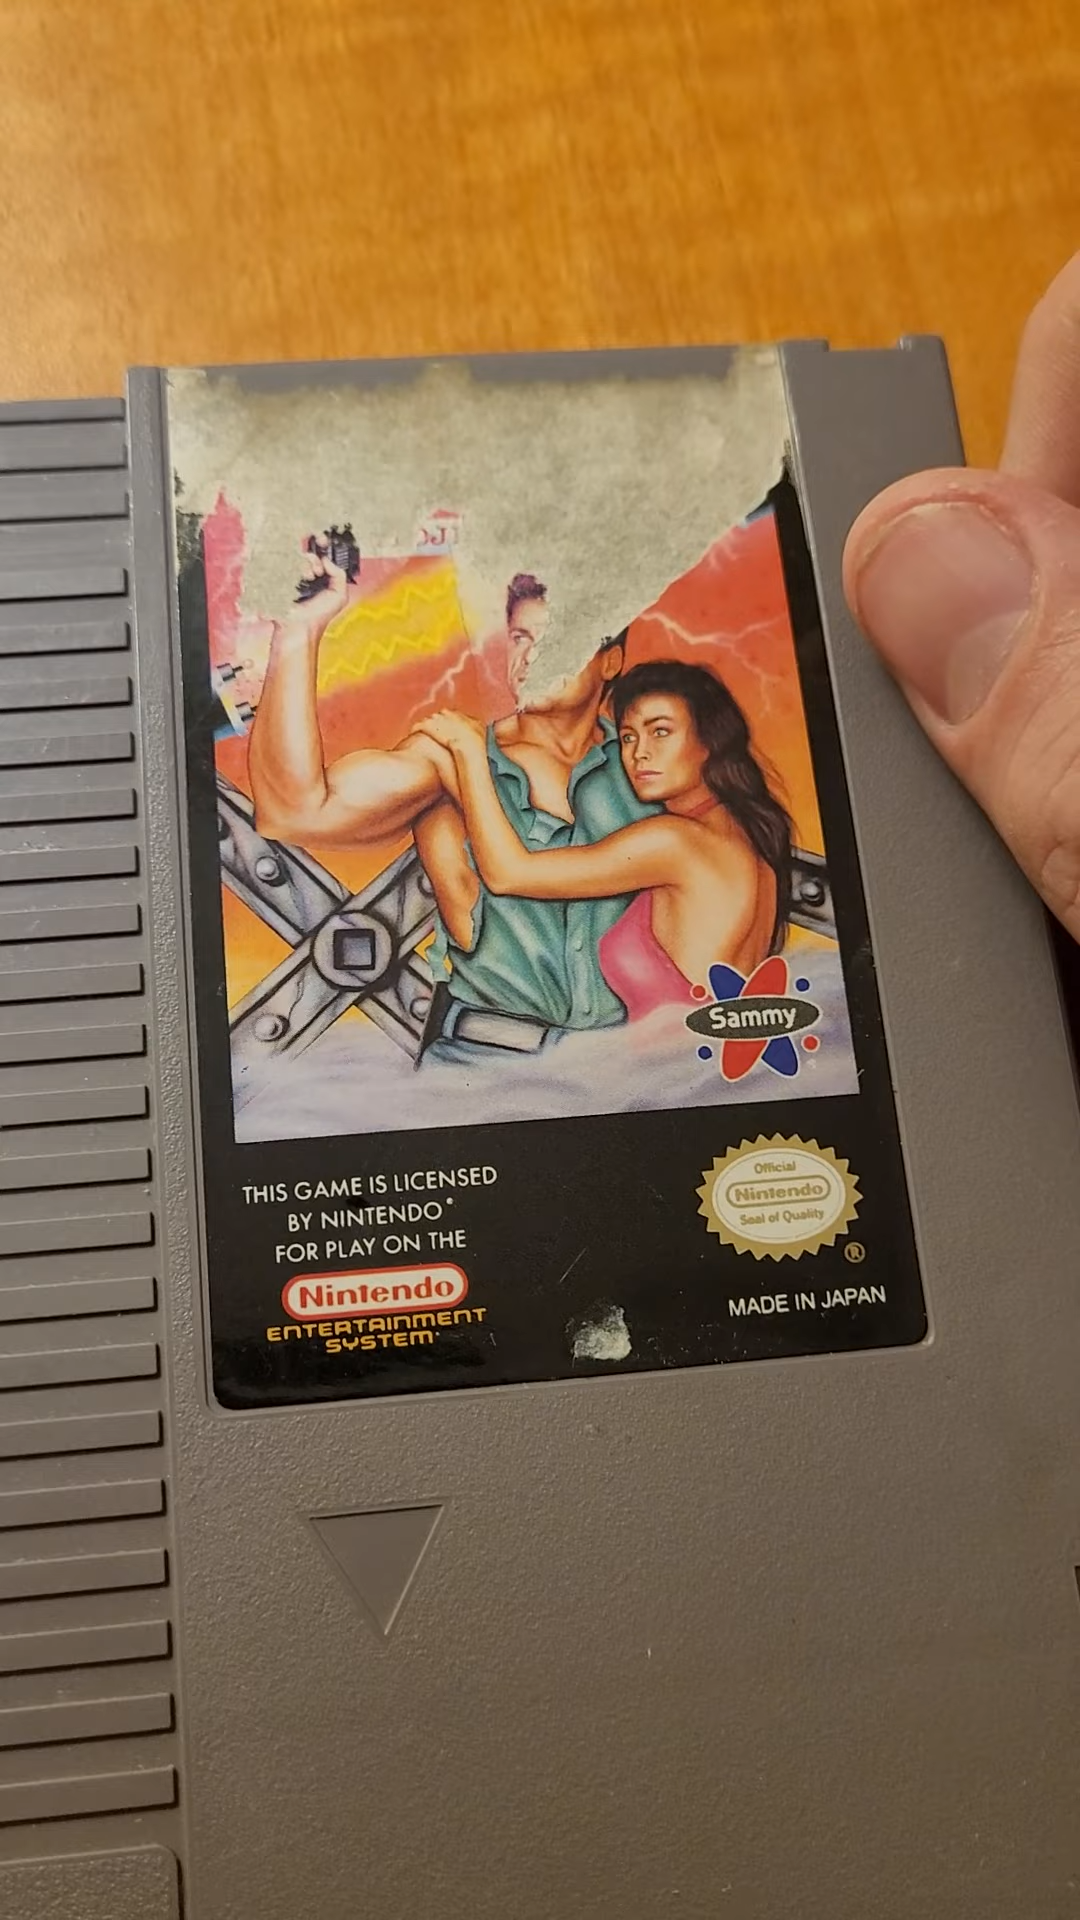 Sammy
THIS GAME IS LICENSED
BY NINTENDO®
FOR PLAY ON THE
Nintendo
ENTERTAINMENT
SYSTEM
Official
Nintendo
Seal of Quality
®
MADE IN JAPAN